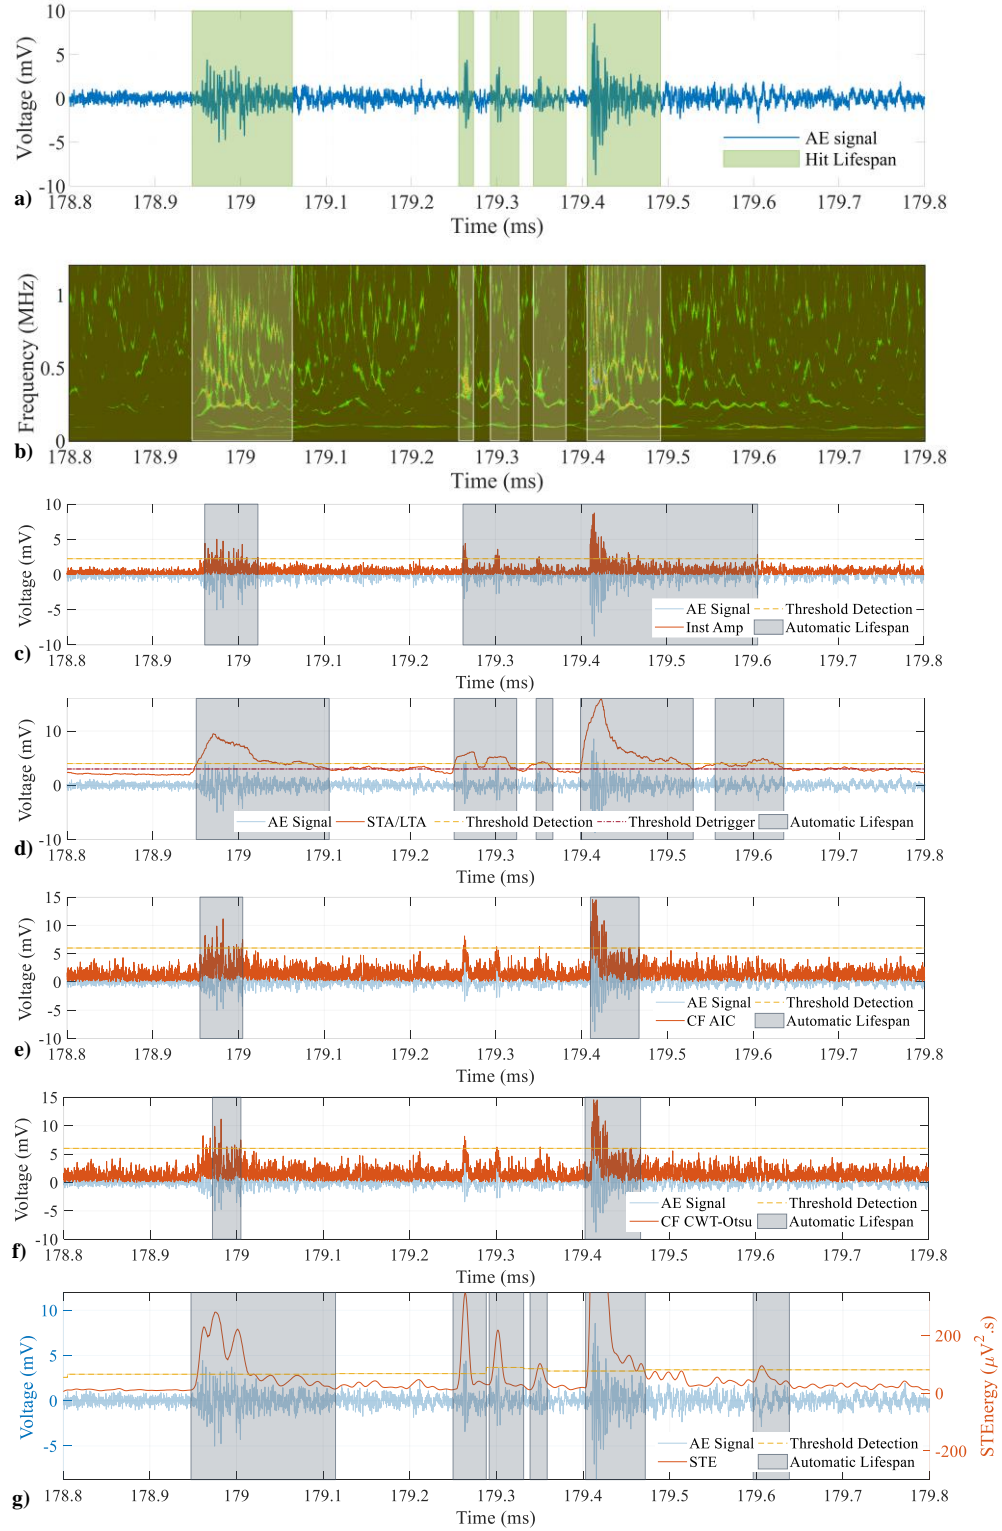 10
5
0
-5
-10
Voltage (mV)
AE signal
Hit Lifespan
a)
178.8 178.9 179 179.1 179.2 179.3 179.4 179.5 179.6 179.7 179.8
Time (ms)
1
0.5
0
Frequency (MHz)
b)
178.8 178.9 179 179.1 179.2 179.3 179.4 179.5 179.6 179.7 179.8
Time (ms)
10
5
0
-5
-10
Voltage (mV)
AE Signal Threshold Detection
Inst Amp Automatic Lifespan
c)
178.8 178.9 179 179.1 179.2 179.3 179.4 179.5 179.6 179.7 179.8
Time (ms)
10
0
-10
Voltage (mV)
AE Signal STA/LTA Threshold Detection Threshold Detrigger Automatic Lifespan
d)
178.8 178.9 179 179.1 179.2 179.3 179.4 179.5 179.6 179.7 179.8
Time (ms)
15
10
5
0
-5
-10
Voltage (mV)
AE Signal Threshold Detection
CF AIC Automatic Lifespan
e)
178.8 178.9 179 179.1 179.2 179.3 179.4 179.5 179.6 179.7 179.8
Time (ms)
15
10
5
0
-5
-10
Voltage (mV)
AE Signal Threshold Detection
CF CWT-Otsu Automatic Lifespan
f)
178.8 178.9 179 179.1 179.2 179.3 179.4 179.5 179.6 179.7 179.8
Time (ms)
10
5
0
-5
Voltage (mV)
200
0
-200
STEnergy (μV².s)
AE Signal Threshold Detection
STE Automatic Lifespan
g)
178.8 178.9 179 179.1 179.2 179.3 179.4 179.5 179.6 179.7 179.8
Time (ms)